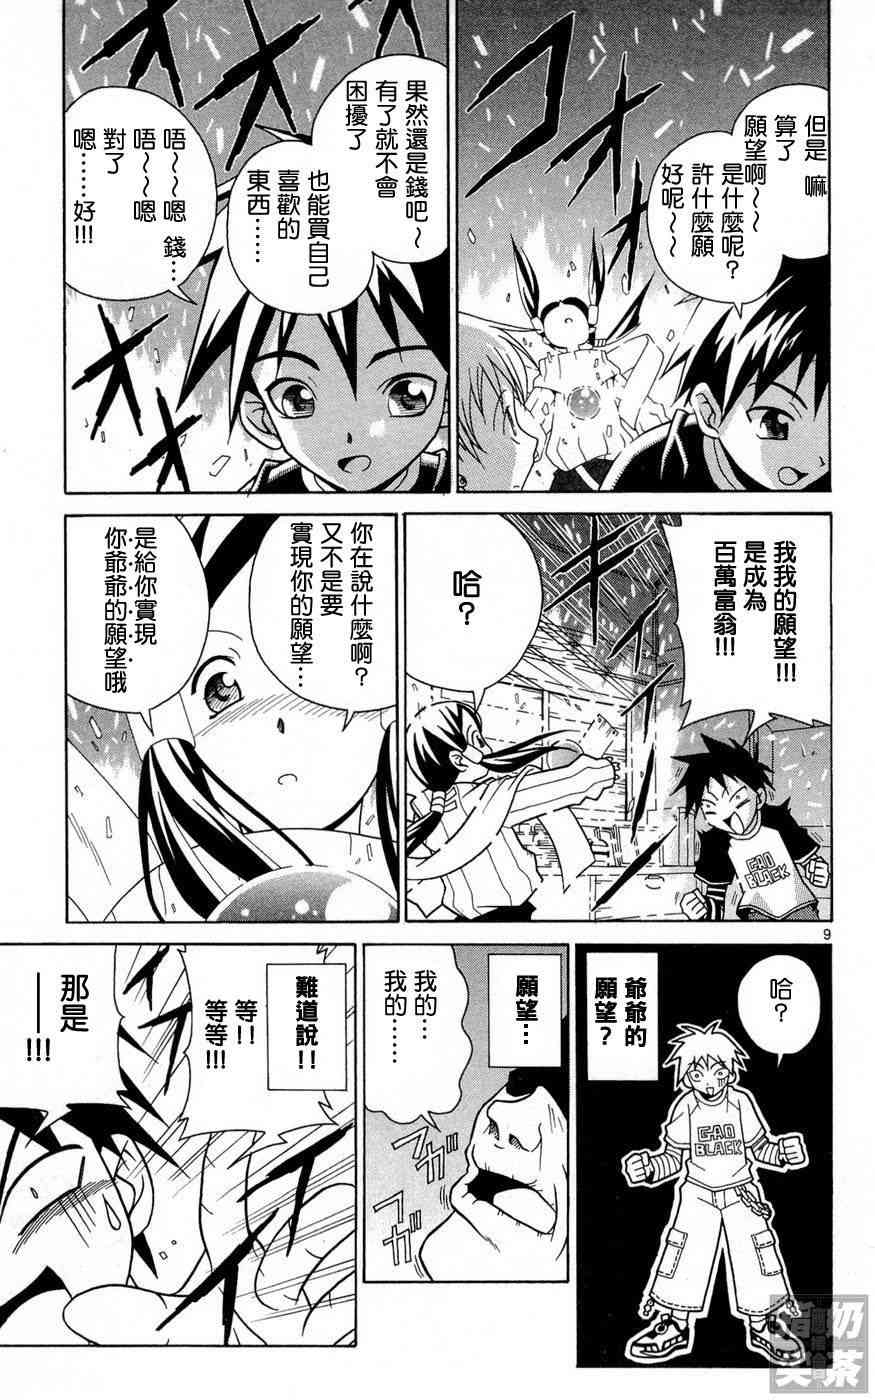 但是 嘛
算了
願望啊～～
是什麼呢？
許什麼願
好呢～～
果然還是錢吧～
有了就不會
困擾了
也能買自己
喜歡的
東西……
唔～～嗯 錢…
唔～～嗯
對了
嗯……好!!!
我我的願望!!!
是成為
百萬富翁!!!
哈？
GAO
BLACK
你在說什麼啊？
又不是要
實現你的願望…
是給你實現
你爺爺的願望哦
9
哈？
GAO
BLACK
爺爺的
願望？
願望…
我的…
我的……
フガ
フガ
難道說!!
等!!
等等!!!
那是
——!!!
奶茶